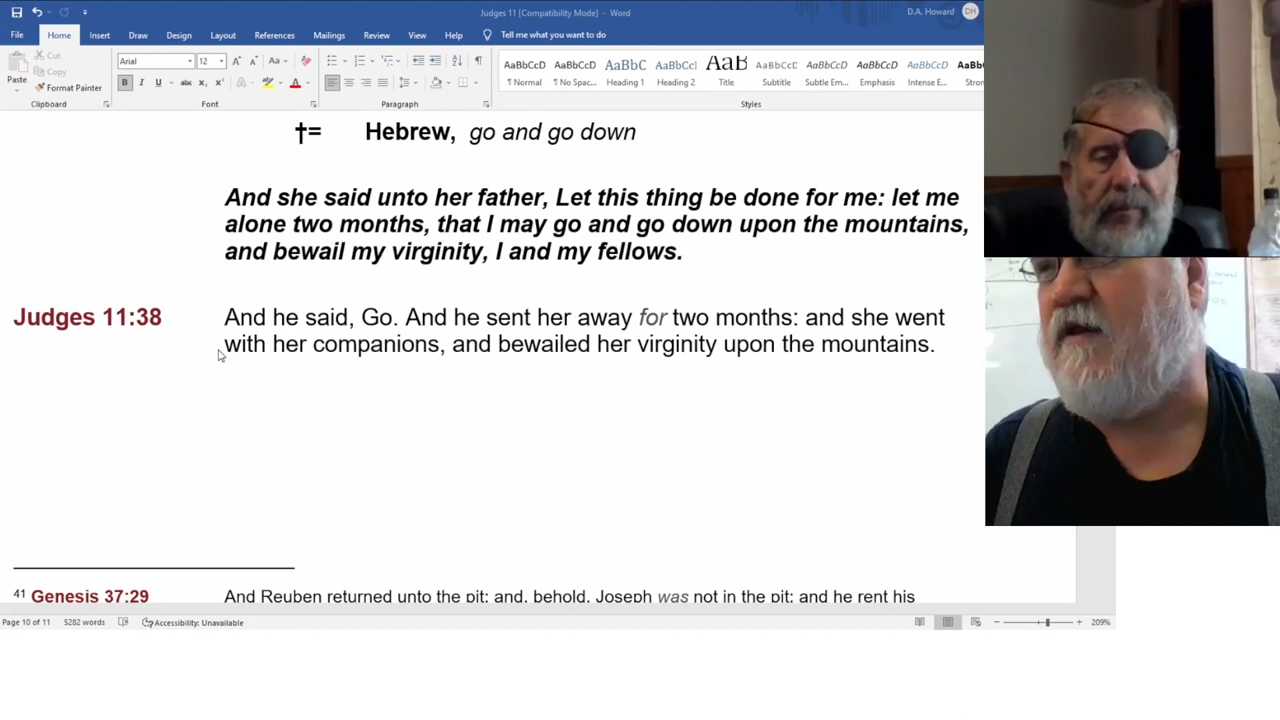 Judges 11 [Compatibility Mode] - Word
D.A. Howard DH
File Home Insert Draw Design Layout References Mailings Review View Help Tell me what you want to do
Cut
Copy
Format Painter
Paste
Arial 12
AaBbCcD AaBbCcD AaBbC AaBbCcI AaB AaBbCcD AaBbCcD AaBbCcD AaBbCcD AaBb
¶ Normal ¶ No Spac... Heading 1 Heading 2 Title Subtitle Subtle Em... Emphasis Intense E... Stron
Clipboard Font Paragraph Styles
†= Hebrew, go and go down
And she said unto her father, Let this thing be done for me: let me
alone two months, that I may go and go down upon the mountains,
and bewail my virginity, I and my fellows.
Judges 11:38 And he said, Go. And he sent her away for two months: and she went
with her companions, and bewailed her virginity upon the mountains.
41 Genesis 37:29 And Reuben returned unto the pit; and, behold, Joseph was not in the pit; and he rent his
Page 10 of 11 5282 words Accessibility: Unavailable 209%